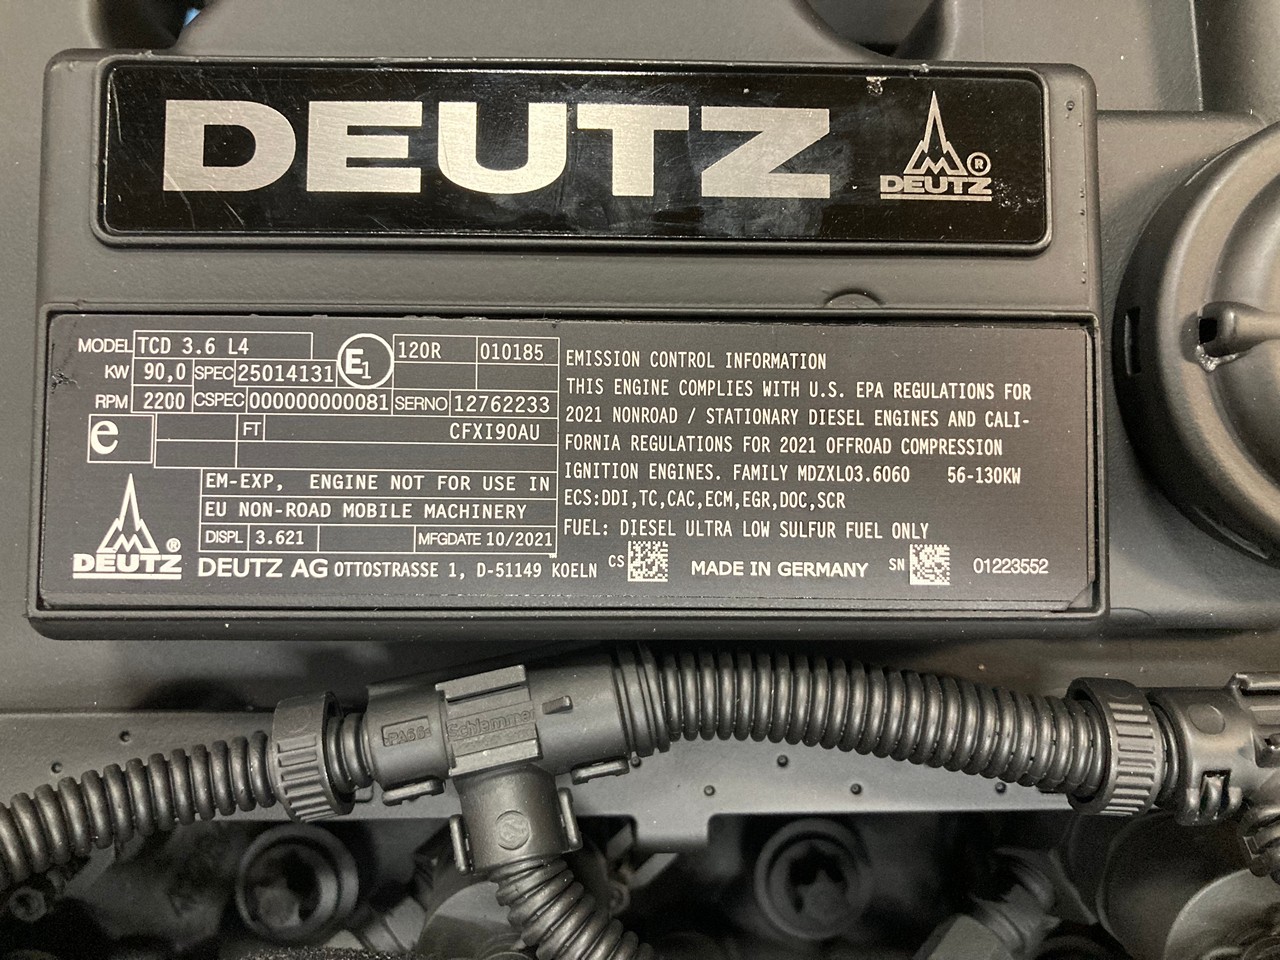 DEUTZ
DEUTZ ®
MODEL TCD 3.6 L4
KW 90,0 SPEC 25014131 E1 120R 010185
RPM 2200 CSPEC 000000000081 SERNO 12762233
e FT CFXI90AU
EM-EXP, ENGINE NOT FOR USE IN
EU NON-ROAD MOBILE MACHINERY
DISPL 3.621 MFGDATE 10/2021
DEUTZ ®
DEUTZ AG OTTOSTRASSE 1, D-51149 KOELN
EMISSION CONTROL INFORMATION
THIS ENGINE COMPLIES WITH U.S. EPA REGULATIONS FOR
2021 NONROAD / STATIONARY DIESEL ENGINES AND CALI-
FORNIA REGULATIONS FOR 2021 OFFROAD COMPRESSION
IGNITION ENGINES. FAMILY MDZXL03.6060 56-130KW
ECS:DDI,TC,CAC,ECM,EGR,DOC,SCR
FUEL: DIESEL ULTRA LOW SULFUR FUEL ONLY
CS MADE IN GERMANY SN 01223552
>PA66< Schlemmer